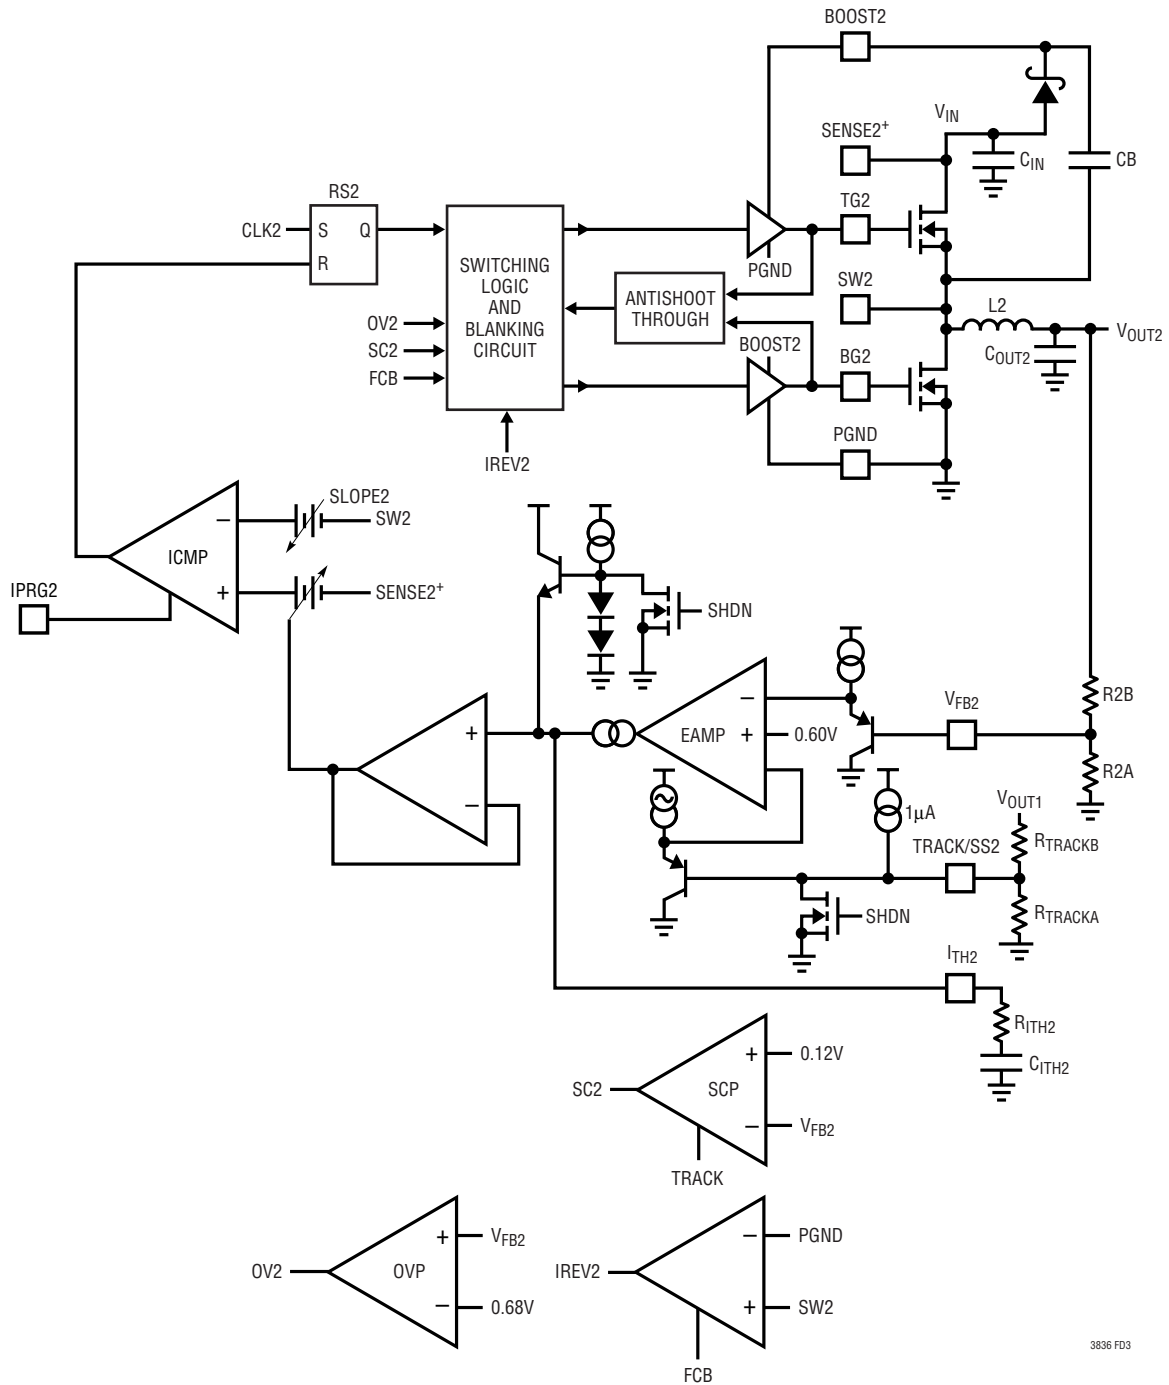 BOOST2
VIN
SENSE2+
CIN
CB
RS2
TG2
CLK2
S
Q
R
SWITCHING
LOGIC
AND
BLANKING
CIRCUIT
PGND
ANTISHOOT
THROUGH
SW2
L2
OV2
SC2
FCB
BOOST2
BG2
COUT2
VOUT2
PGND
IREV2
SLOPE2
−
SW2
ICMP
+
SENSE2+
IPRG2
SHDN
−
EAMP
+
0.60V
VFB2
R2B
R2A
+
−
1µA
VOUT1
RTRACKB
TRACK/SS2
RTRACKA
SHDN
ITH2
RITH2
CITH2
+
0.12V
SC2
SCP
−
VFB2
TRACK
+
VFB2
OV2
OVP
−
0.68V
−
PGND
IREV2
+
SW2
FCB
3836 FD3